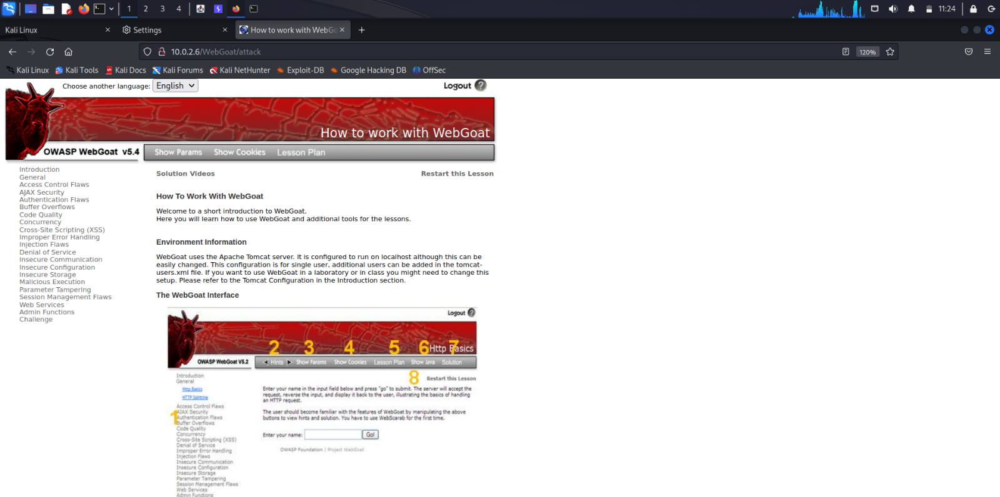 1 2 3 4 11:24
Kali Linux Settings How to work with WebGo
10.0.2.6/WebGoat/attack 120%
Kali Linux Kali Tools Kali Docs Kali Forums Kali NetHunter Exploit-DB Google Hacking DB OffSec
Choose another language: English Logout ?
How to work with WebGoat
OWASP WebGoat v5.4 Show Params Show Cookies Lesson Plan
Solution Videos Restart this Lesson
Introduction
General
Access Control Flaws
AJAX Security
Authentication Flaws
Buffer Overflows
Code Quality
Concurrency
Cross-Site Scripting (XSS)
Improper Error Handling
Injection Flaws
Denial of Service
Insecure Communication
Insecure Configuration
Insecure Storage
Malicious Execution
Parameter Tampering
Session Management Flaws
Web Services
Admin Functions
Challenge
How To Work With WebGoat
Welcome to a short introduction to WebGoat.
Here you will learn how to use WebGoat and additional tools for the lessons.
Environment Information
WebGoat uses the Apache Tomcat server. It is configured to run on localhost although this can be
easily changed. This configuration is for single user, additional users can be added in the tomcat-
users.xml file. If you want to use WebGoat in a laboratory or in class you might need to change this
setup. Please refer to the Tomcat Configuration in the Introduction section.
The WebGoat Interface
Logout ?
2 3 4 5 6 7
Http Basics
OWASP WebGoat V5.2 Hints Show Params Show Cookies Lesson Plan Show Java Solution
8 Restart this Lesson
Introduction
General
Http Basics
HTTP Splitting
Access Control Flaws
1
AJAX Security
Authentication Flaws
Buffer Overflows
Code Quality
Concurrency
Cross-Site Scripting (XSS)
Denial of Service
Improper Error Handling
Injection Flaws
Insecure Communication
Insecure Configuration
Insecure Storage
Parameter Tampering
Session Management Flaws
Web Services
Admin Functions
Enter your name in the input field below and press "go" to submit. The server will accept the
request, reverse the input, and display it back to the user, illustrating the basics of handling
an HTTP request.
The user should become familiar with the features of WebGoat by manipulating the above
buttons to view hints and solution. You have to use WebScarab for the first time.
Enter your name: Go!
OWASP Foundation | Project WebGoat